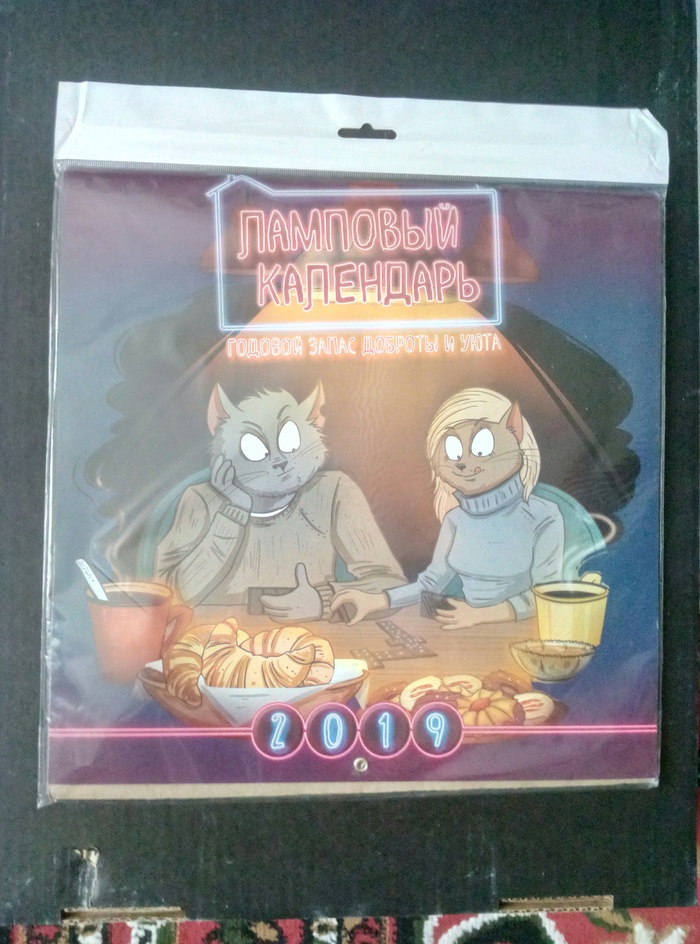 ЛАМПОВЫЙ
КАЛЕНДАРЬ
ГОДОВОЙ ЗАПАС ДОБРОТЫ И УЮТА
2019